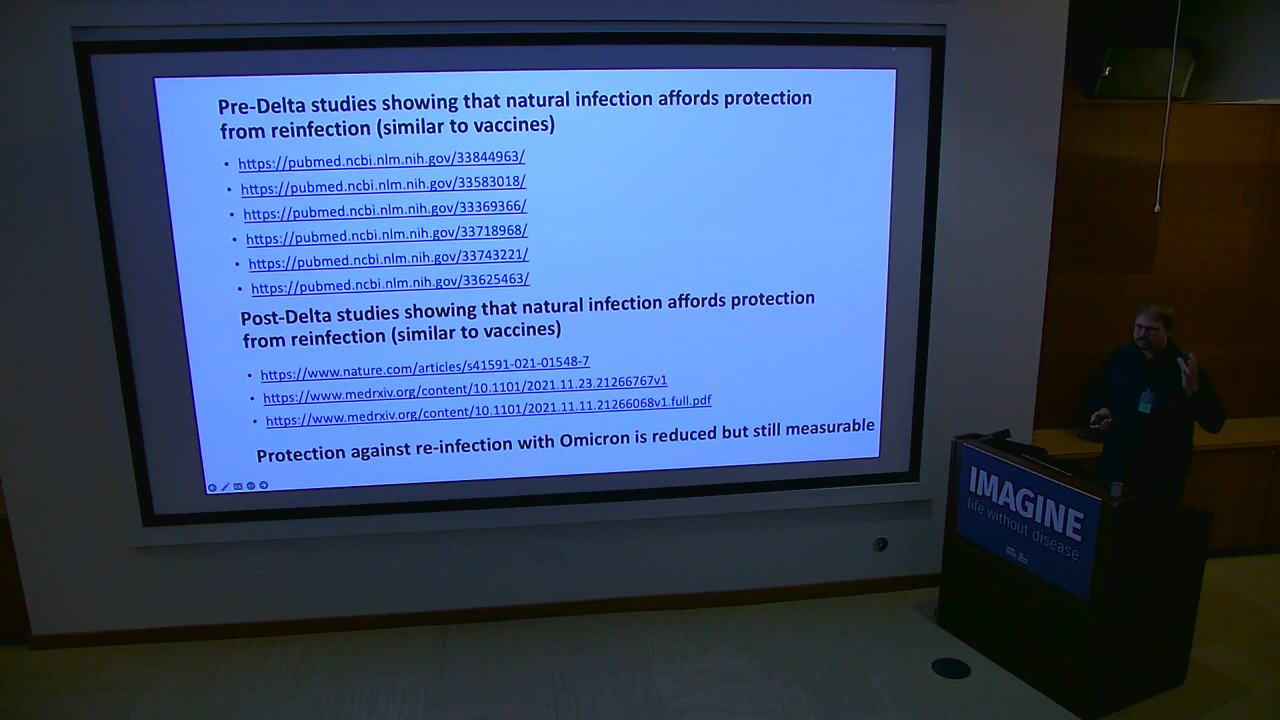 Pre-Delta studies showing that natural infection affords protection
from reinfection (similar to vaccines)
• https://pubmed.ncbi.nlm.nih.gov/33844963/
• https://pubmed.ncbi.nlm.nih.gov/33583018/
• https://pubmed.ncbi.nlm.nih.gov/33369366/
• https://pubmed.ncbi.nlm.nih.gov/33718968/
• https://pubmed.ncbi.nlm.nih.gov/33743221/
• https://pubmed.ncbi.nlm.nih.gov/33625463/
Post-Delta studies showing that natural infection affords protection
from reinfection (similar to vaccines)
• https://www.nature.com/articles/s41591-021-01548-7
• https://www.medrxiv.org/content/10.1101/2021.11.23.21266767v1
• https://www.medrxiv.org/content/10.1101/2021.11.11.21266068v1.full.pdf
Protection against re-infection with Omicron is reduced but still measurable
IMAGINE
life without disease.